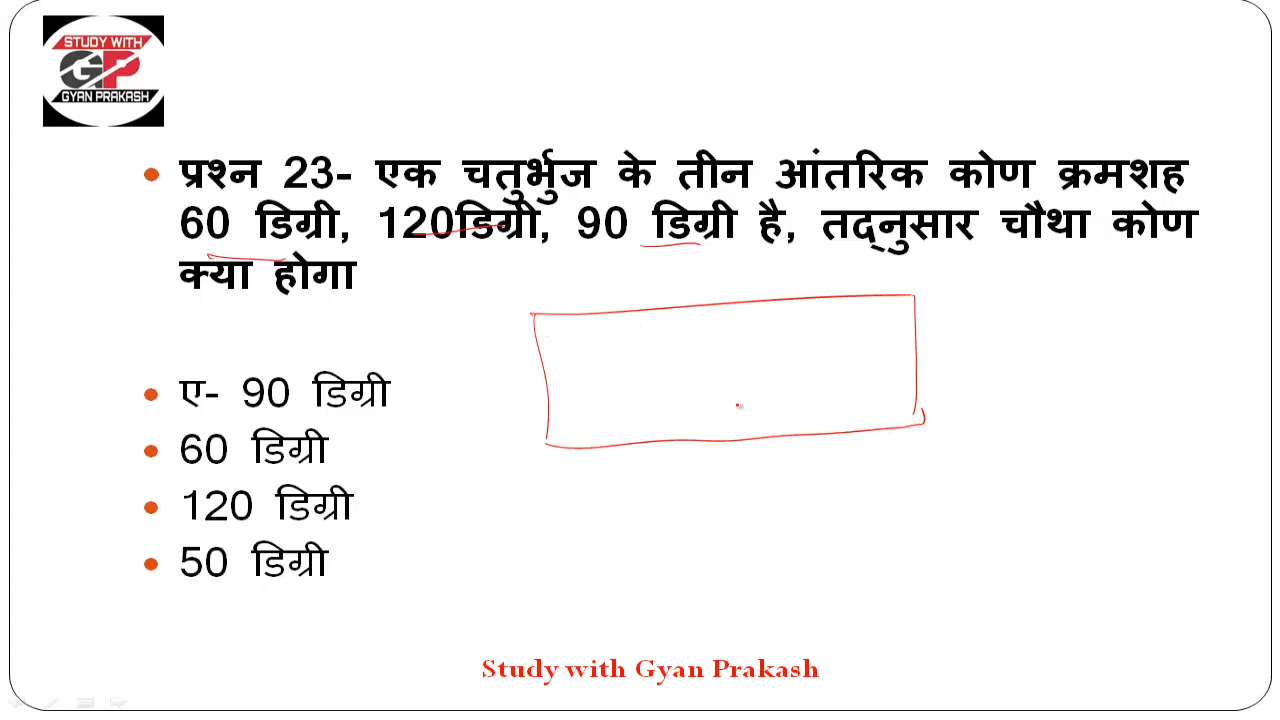 STUDY WITH
GP
GYAN PRAKASH
• प्रश्न 23- एक चतुर्भुज के तीन आंतरिक कोण क्रमशह
60 डिग्री, 120डिग्री, 90 डिग्री है, तद्नुसार चौथा कोण
क्या होगा
• ए- 90 डिग्री
• 60 डिग्री
• 120 डिग्री
• 50 डिग्री
Study with Gyan Prakash